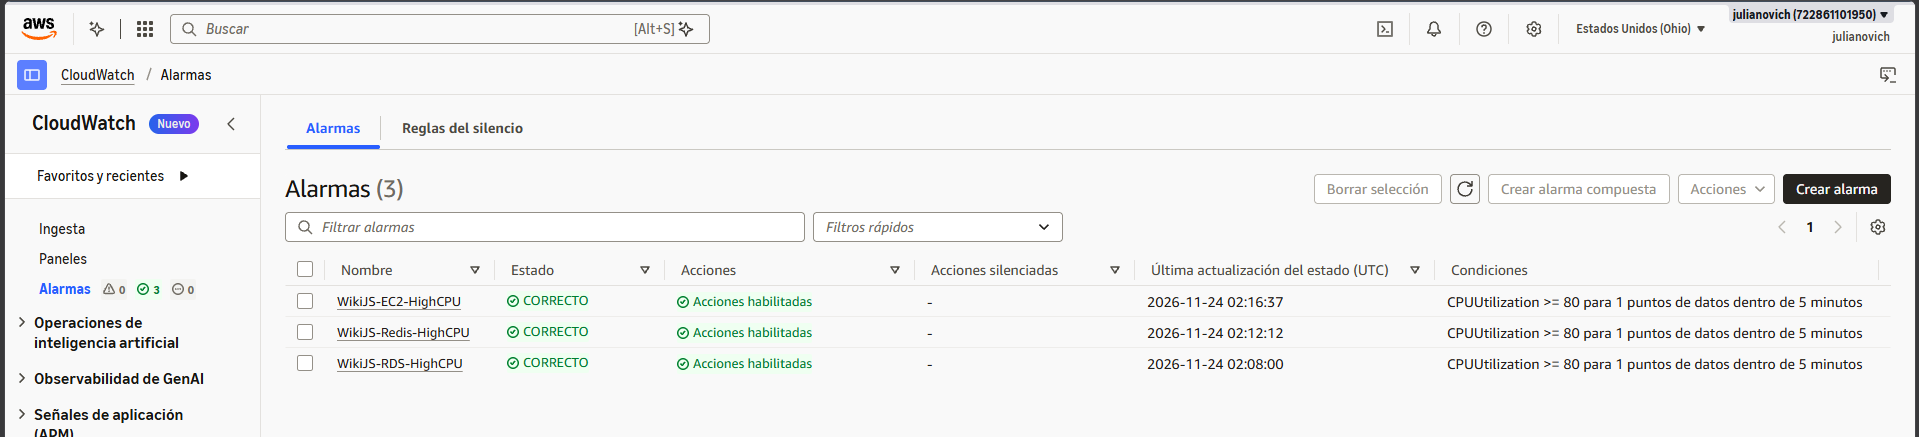 aws
Buscar [Alt+S]
Estados Unidos (Ohio)
julianovich (722861101950)
julianovich
CloudWatch / Alarmas
CloudWatch Nuevo
Favoritos y recientes
Ingesta
Paneles
Alarmas 0 3 0
Operaciones de
inteligencia artificial
Observabilidad de GenAI
Señales de aplicación
(APM)
Alarmas Reglas del silencio
Alarmas (3)
Borrar selección Crear alarma compuesta Acciones Crear alarma
Filtrar alarmas Filtros rápidos 1
Nombre Estado Acciones Acciones silenciadas Última actualización del estado (UTC) Condiciones
WikiJS-EC2-HighCPU CORRECTO Acciones habilitadas - 2026-11-24 02:16:37 CPUUtilization >= 80 para 1 puntos de datos dentro de 5 minutos
WikiJS-Redis-HighCPU CORRECTO Acciones habilitadas - 2026-11-24 02:12:12 CPUUtilization >= 80 para 1 puntos de datos dentro de 5 minutos
WikiJS-RDS-HighCPU CORRECTO Acciones habilitadas - 2026-11-24 02:08:00 CPUUtilization >= 80 para 1 puntos de datos dentro de 5 minutos